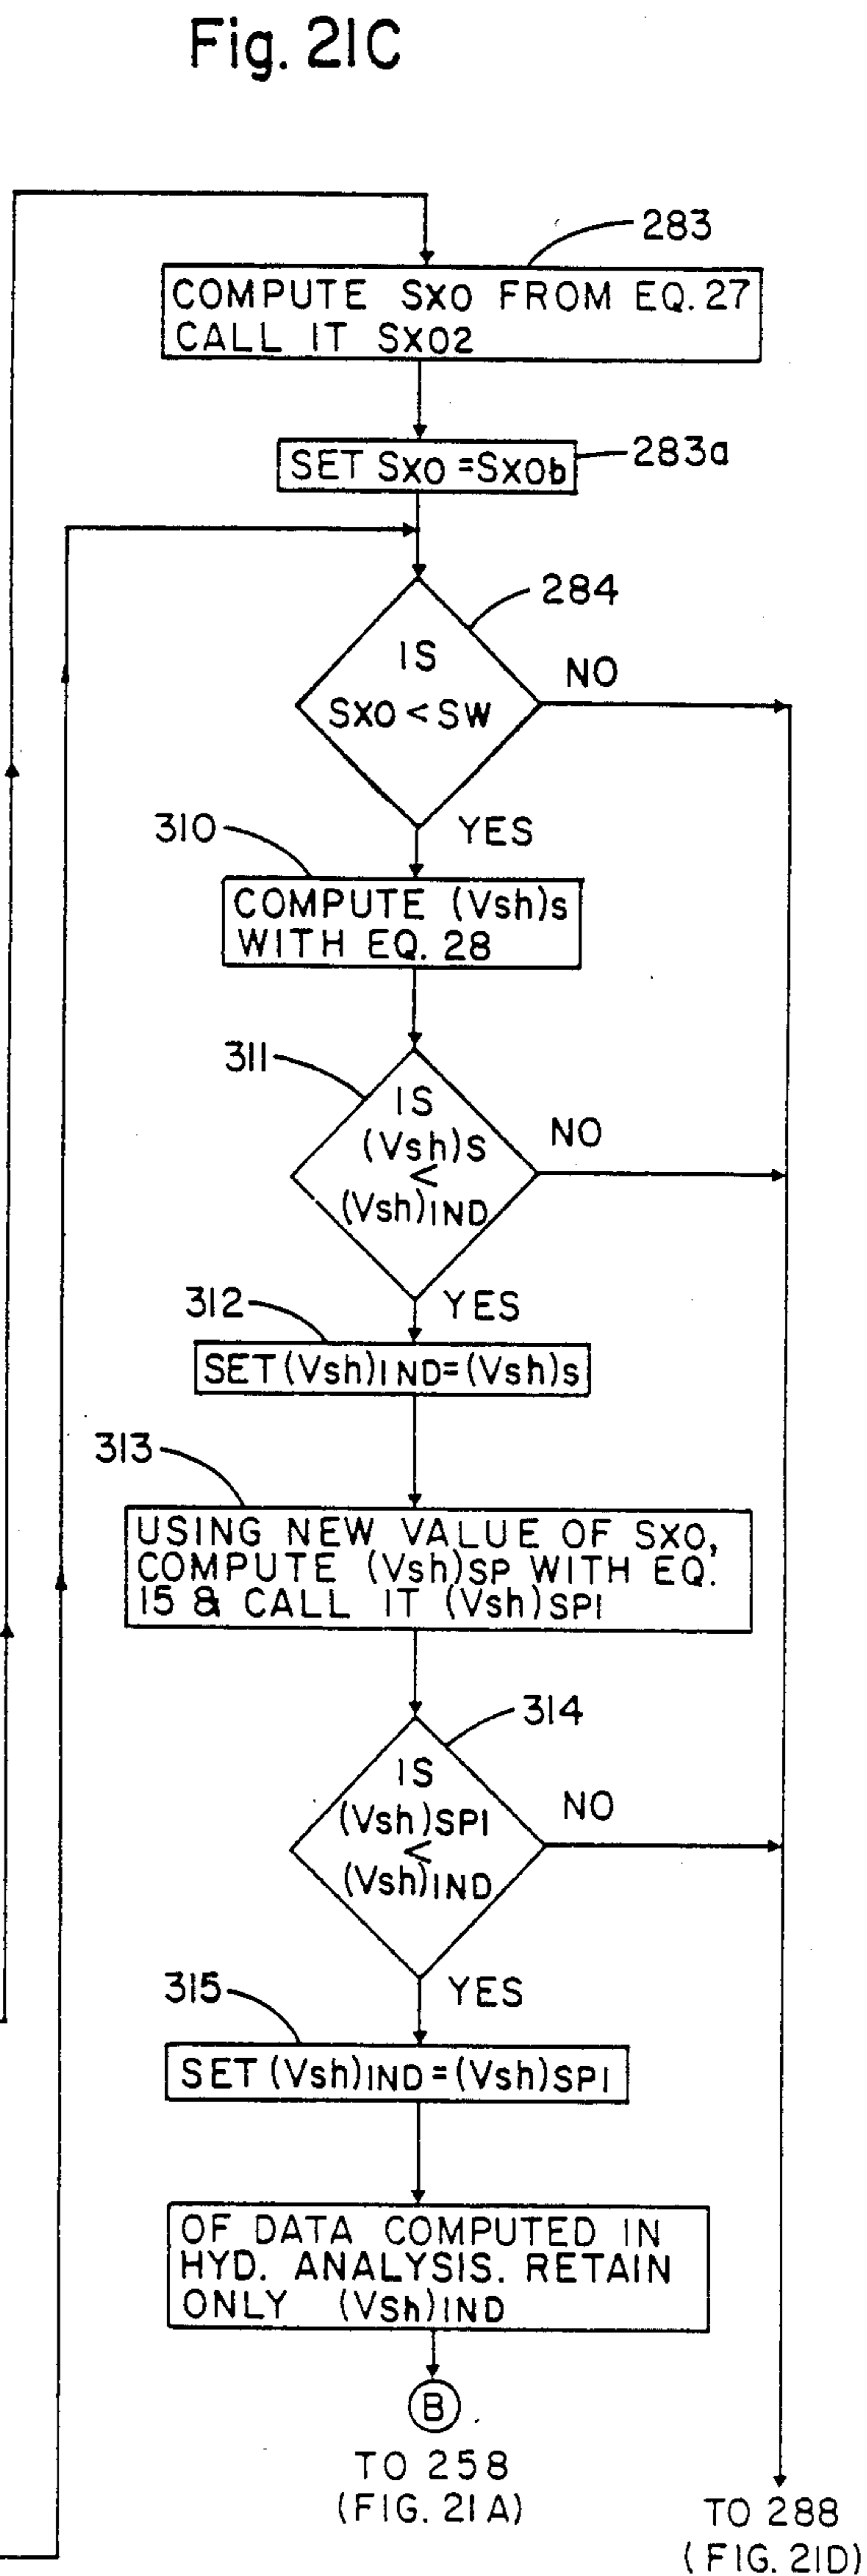 Fig. 21C
283
COMPUTE SXO FROM EQ. 27
CALL IT SXO2
SET SXO = SXOb
283a
284
IS
SXO < SW
NO
YES
310
COMPUTE (Vsh)s
WITH EQ. 28
311
IS
(Vsh)S
<
(Vsh)IND
NO
YES
312
SET (Vsh)IND = (Vsh)s
313
USING NEW VALUE OF SXO,
COMPUTE (Vsh)SP WITH EQ.
15 & CALL IT (Vsh)SPI
314
IS
(Vsh)SPI
<
(Vsh)IND
NO
YES
315
SET (Vsh)IND = (Vsh)SPI
OF DATA COMPUTED IN
HYD. ANALYSIS. RETAIN
ONLY (VSh)IND
B
TO 258
(FIG. 21A)
TO 288
(FIG. 21D)